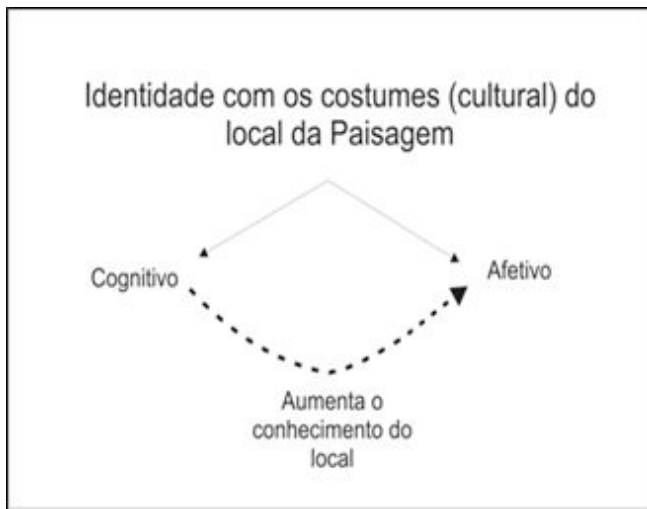 Identidade com os costumes (cultural) do
local da Paisagem
Cognitivo
Afetivo
Aumenta o
conhecimento do
local